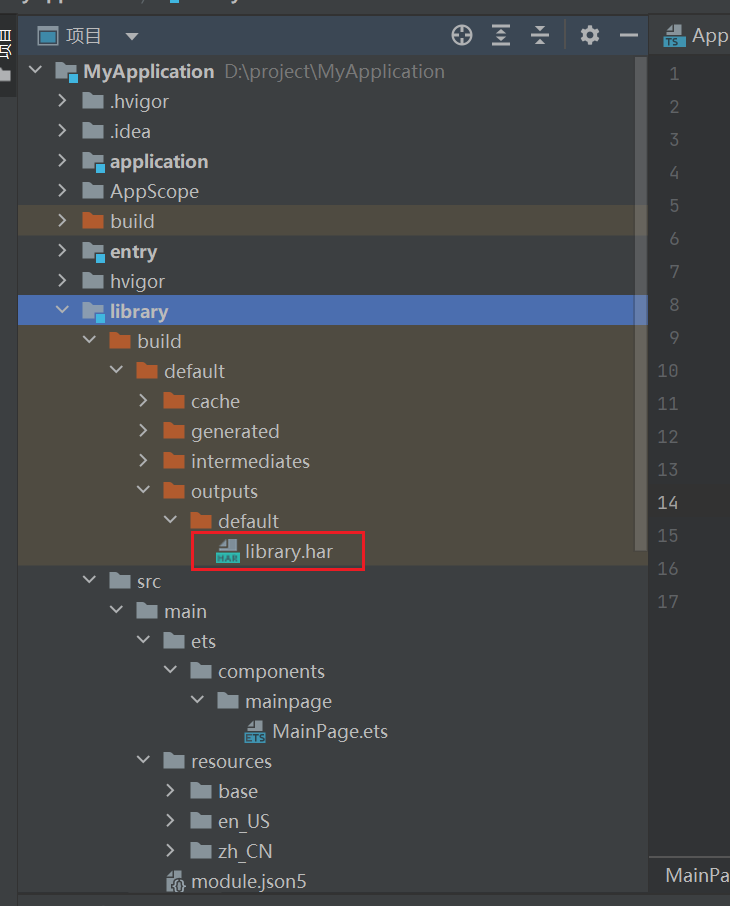 项目
App
项目
MyApplication D:\project\MyApplication
.hvigor
.idea
application
AppScope
build
entry
hvigor
library
build
default
cache
generated
intermediates
outputs
default
HAR library.har
src
main
ets
components
mainpage
ETS MainPage.ets
resources
base
en_US
zh_CN
module.json5
TS
1
2
3
4
5
6
7
8
9
10
11
12
13
14
15
16
17
MainPa